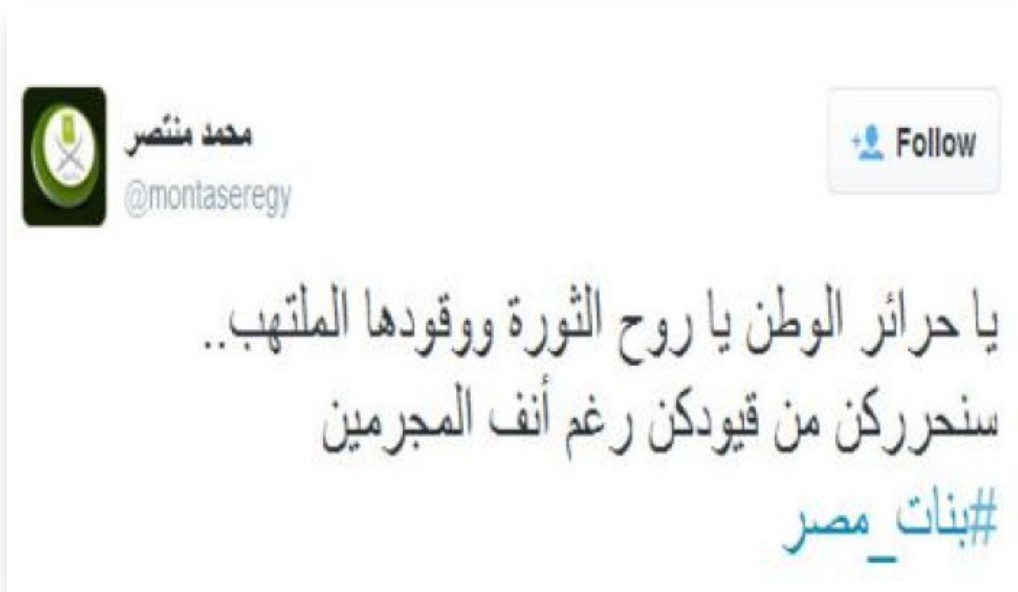 محمد منتصر
@montaseregy
Follow
يا حرائر الوطن يا روح الثورة ووقودها الملتهب..
سنحرركن من قيودكن رغم أنف المجرمين
#بنات_مصر